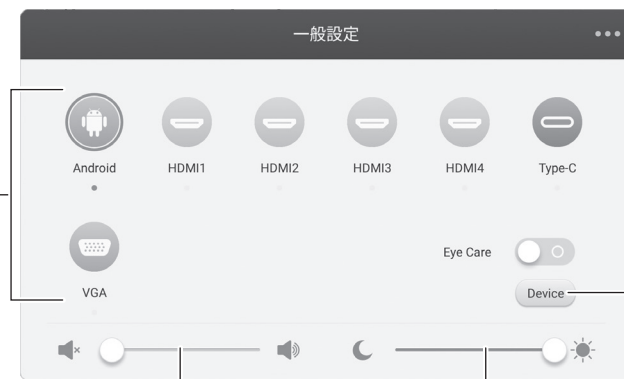 一般設定
Android HDMI1 HDMI2 HDMI3 HDMI4 Type-C
Eye Care
VGA Device